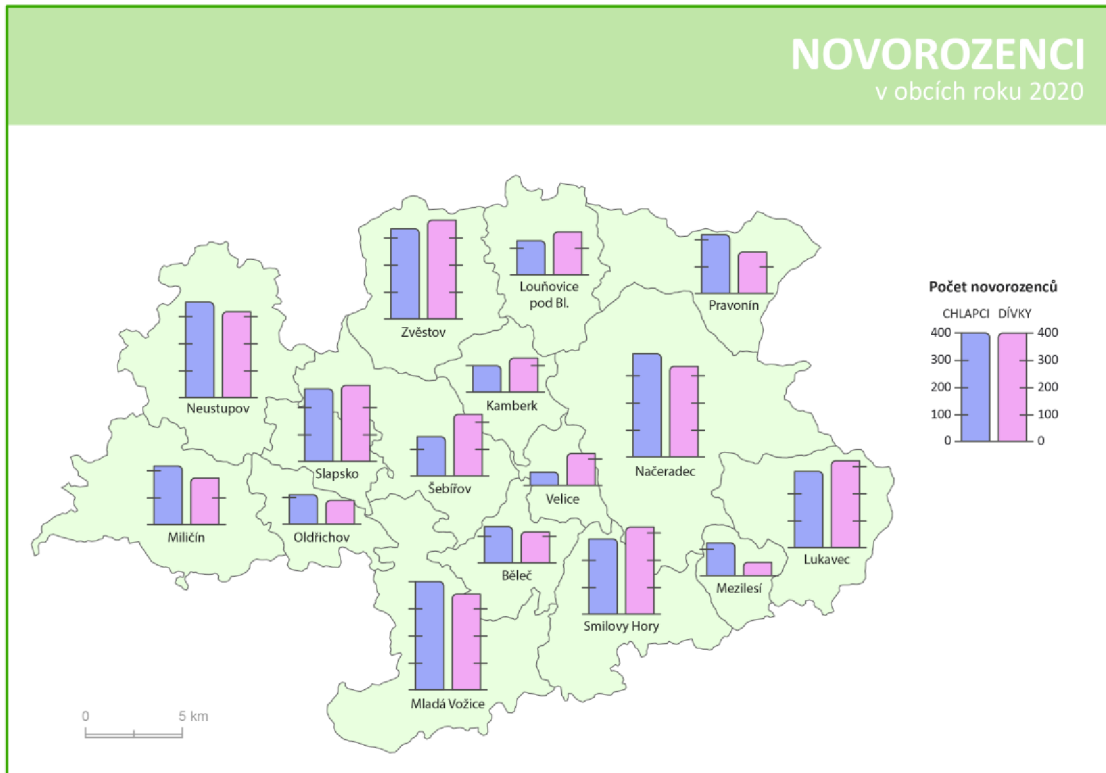 NOVOROZENCI
v obcích roku 2020
Louňovice
pod Bl.
Pravonín
Zvěstov
Neustupov
Kamberk
Slapsko
Šebířov
Velice
Načeradec
Miličín
Oldřichov
Běleč
Mezilesí
Lukavec
Smilovy Hory
Mladá Vožice
Počet novorozenců
CHLAPCI DÍVKY
400 400
300 300
200 200
100 100
0 0
0 5 km